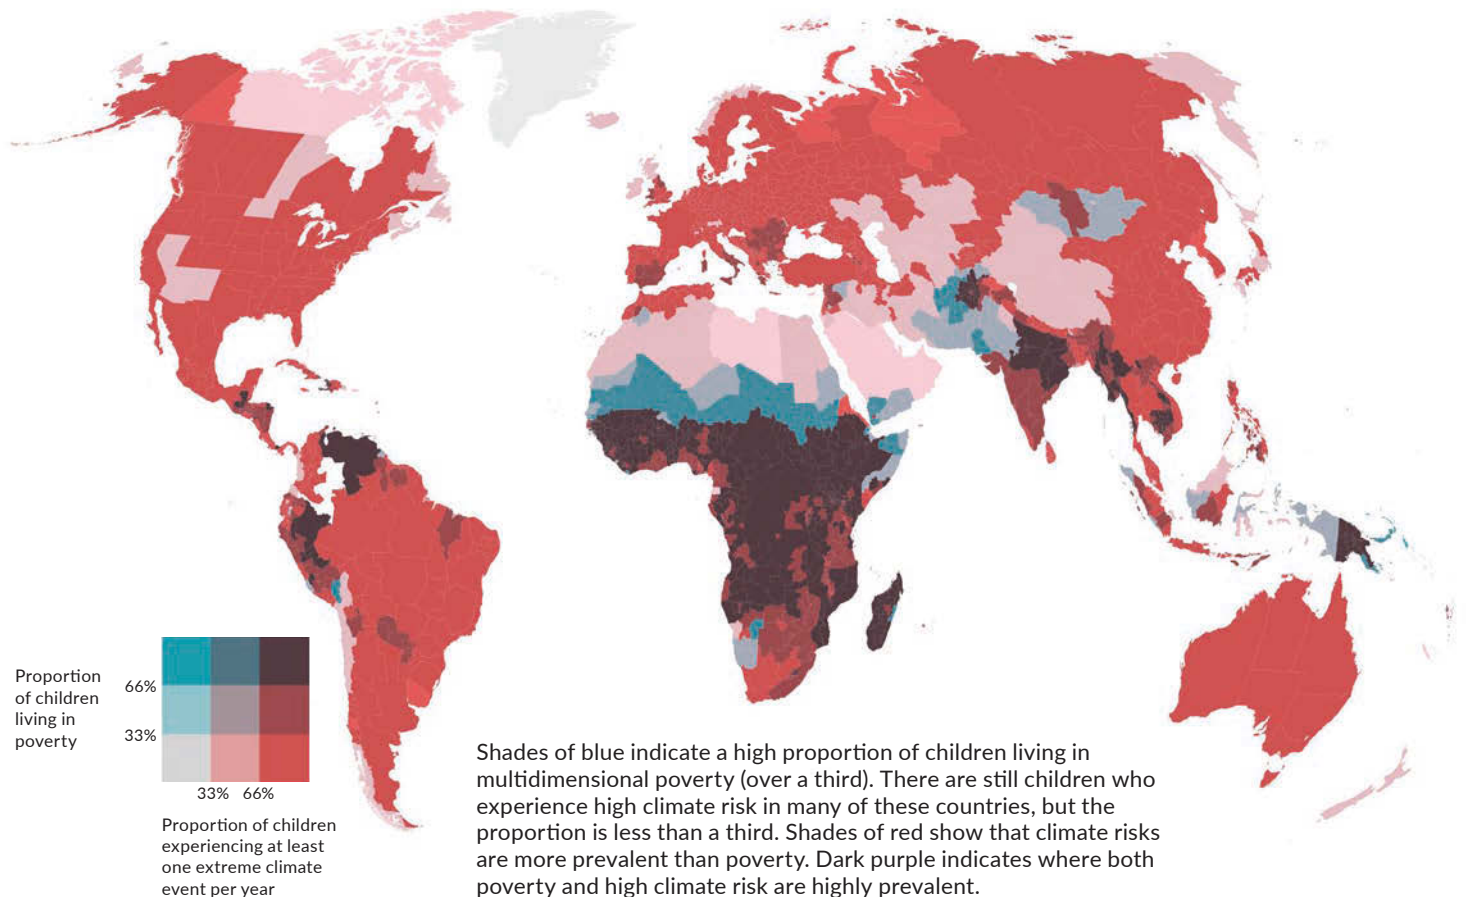 Proportion
of children
living in
poverty
66%
33%
33% 66%
Proportion of children
experiencing at least
one extreme climate
event per year
Shades of blue indicate a high proportion of children living in
multidimensional poverty (over a third). There are still children who
experience high climate risk in many of these countries, but the
proportion is less than a third. Shades of red show that climate risks
are more prevalent than poverty. Dark purple indicates where both
poverty and high climate risk are highly prevalent.